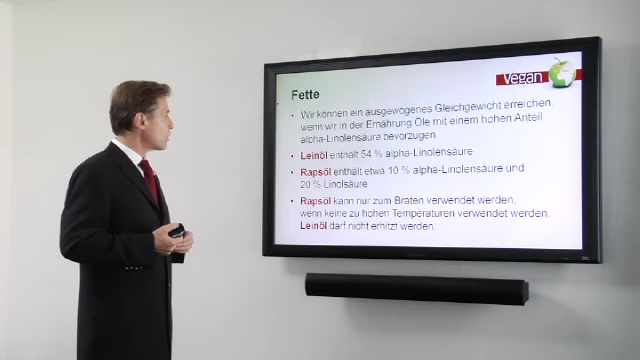 Vegan
Fette
• Wir können ein ausgewogenes Gleichgewicht erreichen,
wenn wir in der Ernährung Öle mit einem hohen Anteil
alpha-Linolensäure bevorzugen.
• Leinöl enthält 54 % alpha-Linolensäure
• Rapsöl enthält etwa 10 % alpha-Linolensäure und
20 % Linolsäure
• Rapsöl kann nur zum Braten verwendet werden,
wenn keine zu hohen Temperaturen verwendet werden.
Leinöl darf nicht erhitzt werden.